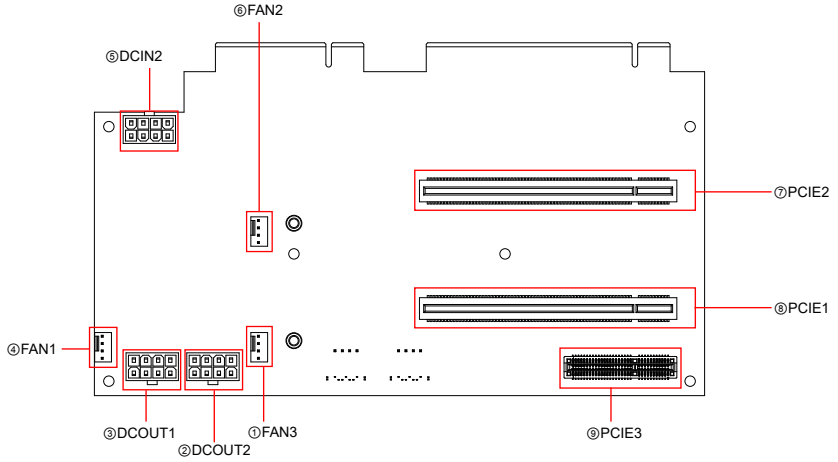 ⑥FAN2
⑤DCIN2
⑦PCIE2
⑧PCIE1
④FAN1
③DCOUT1
②DCOUT2
①FAN3
⑨PCIE3